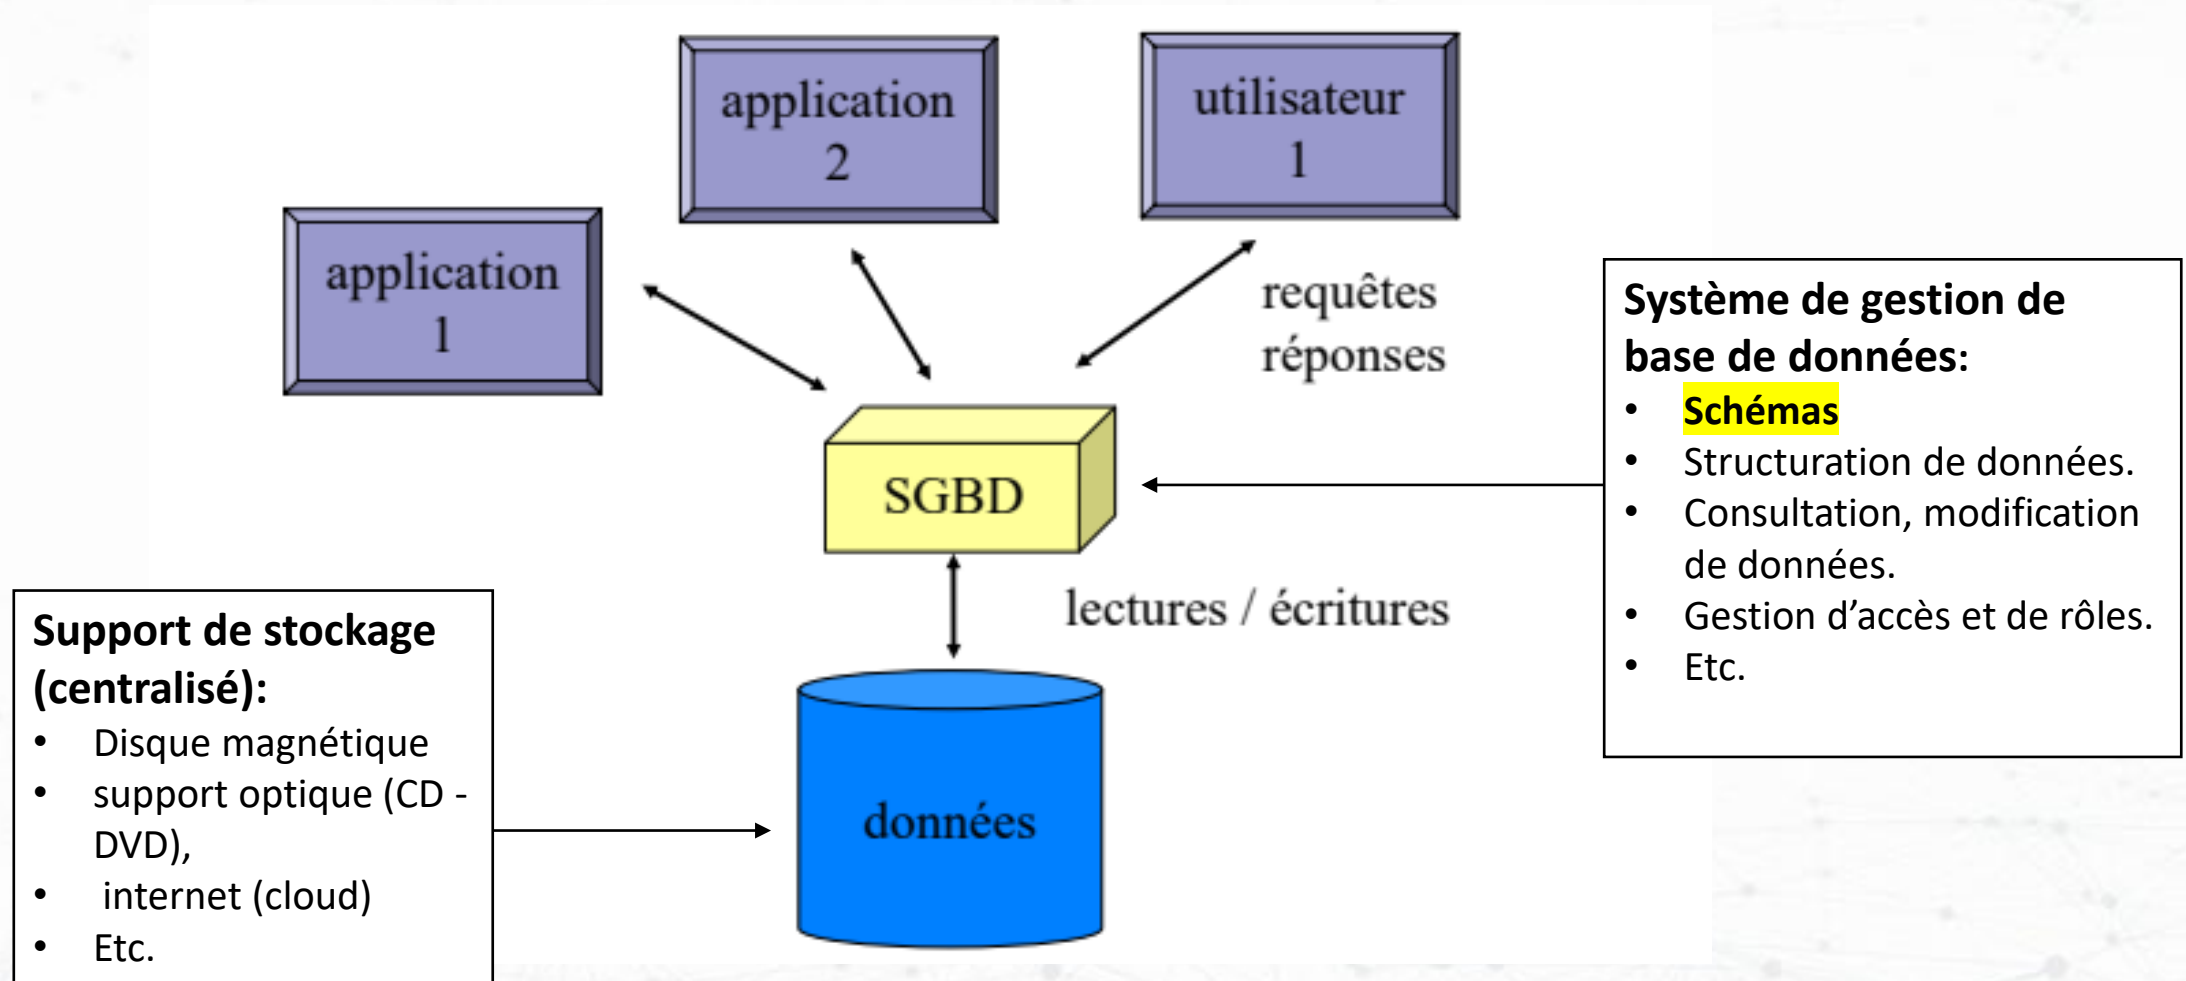 application
2
utilisateur
1
application
1
requêtes
réponses
SGBD
lectures / écritures
données
Système de gestion de
base de données:
• Schémas
• Structuration de données.
• Consultation, modification
de données.
• Gestion d’accès et de rôles.
• Etc.
Support de stockage
(centralisé):
• Disque magnétique
• support optique (CD -
DVD),
• internet (cloud)
• Etc.